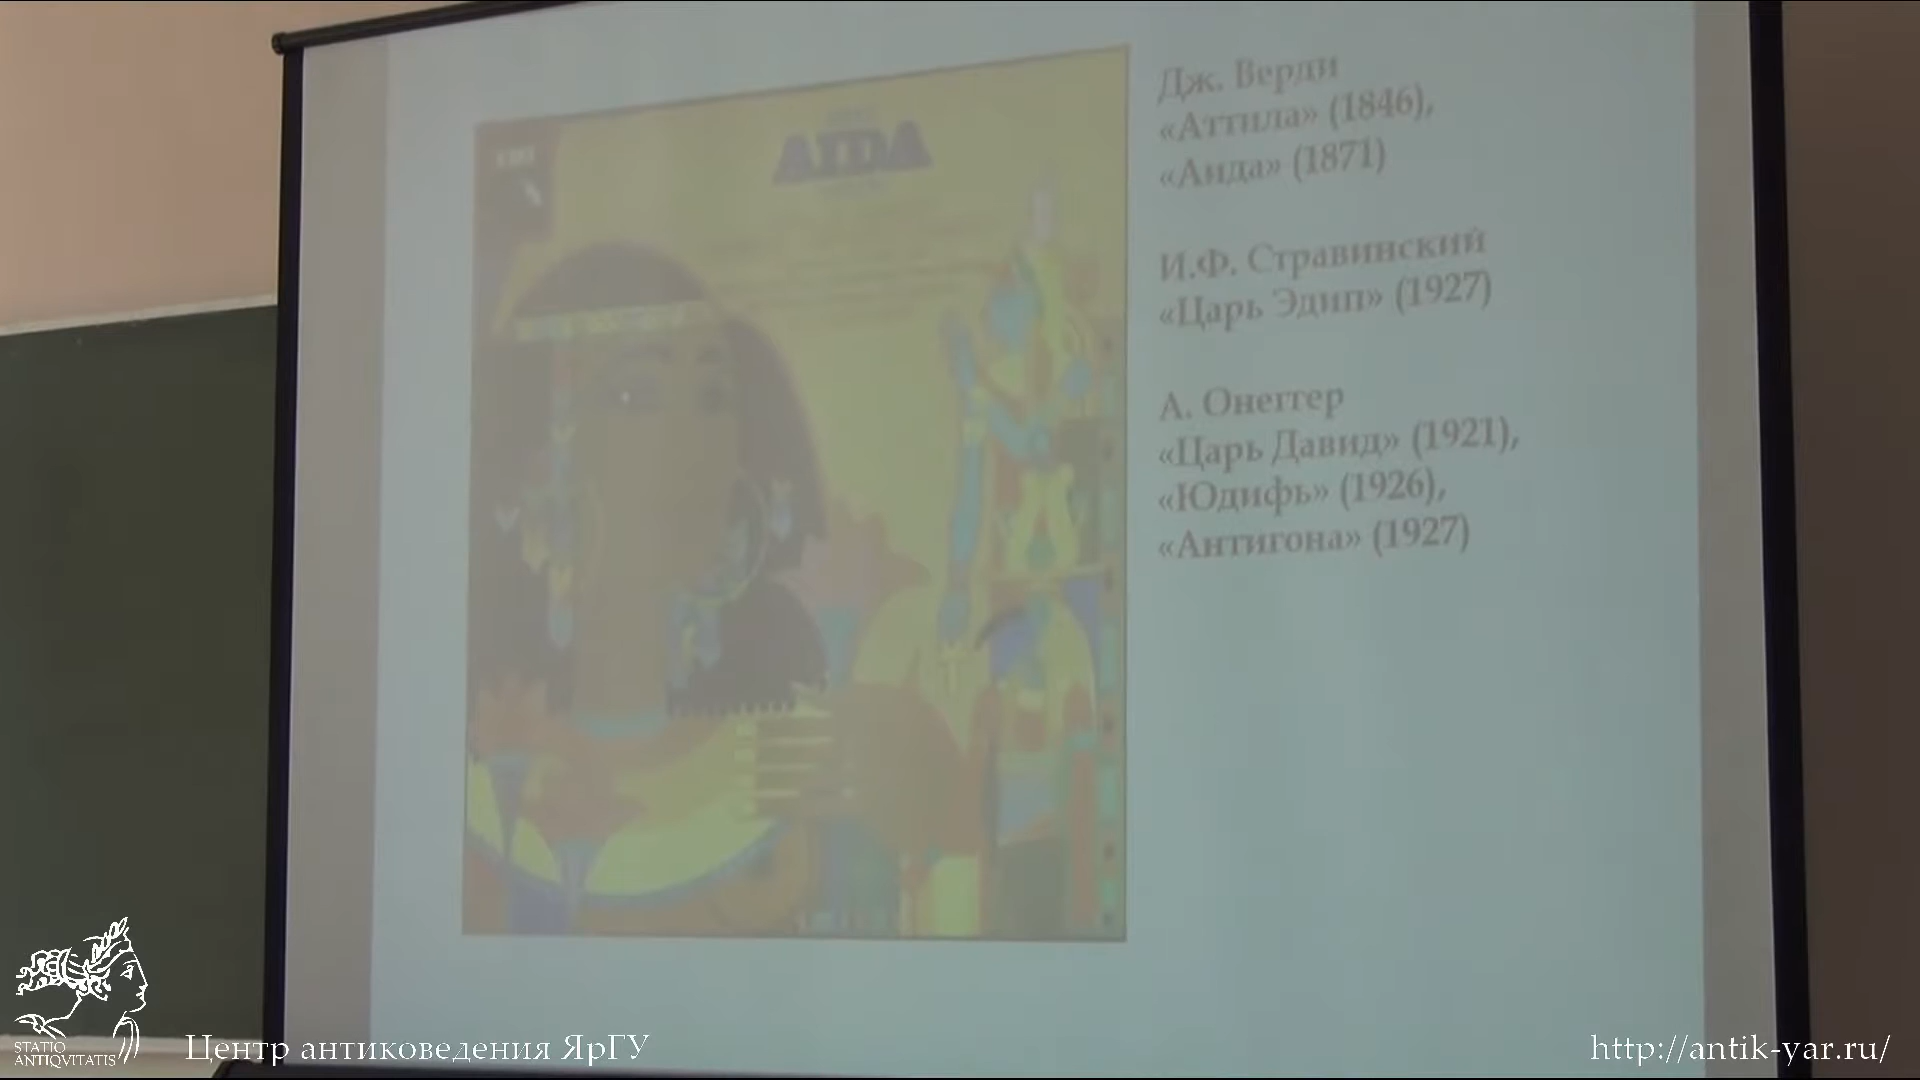 AIDA
Дж. Верди
«Аттила» (1846),
«Аида» (1871)
И.Ф. Стравинский
«Царь Эдип» (1927)
А. Онеггер
«Царь Давид» (1921),
«Юдифь» (1926),
«Антигона» (1927)
STATIO
ANTIQVITATIS
Центр антиковедения ЯрГУ
http://antik-yar.ru/